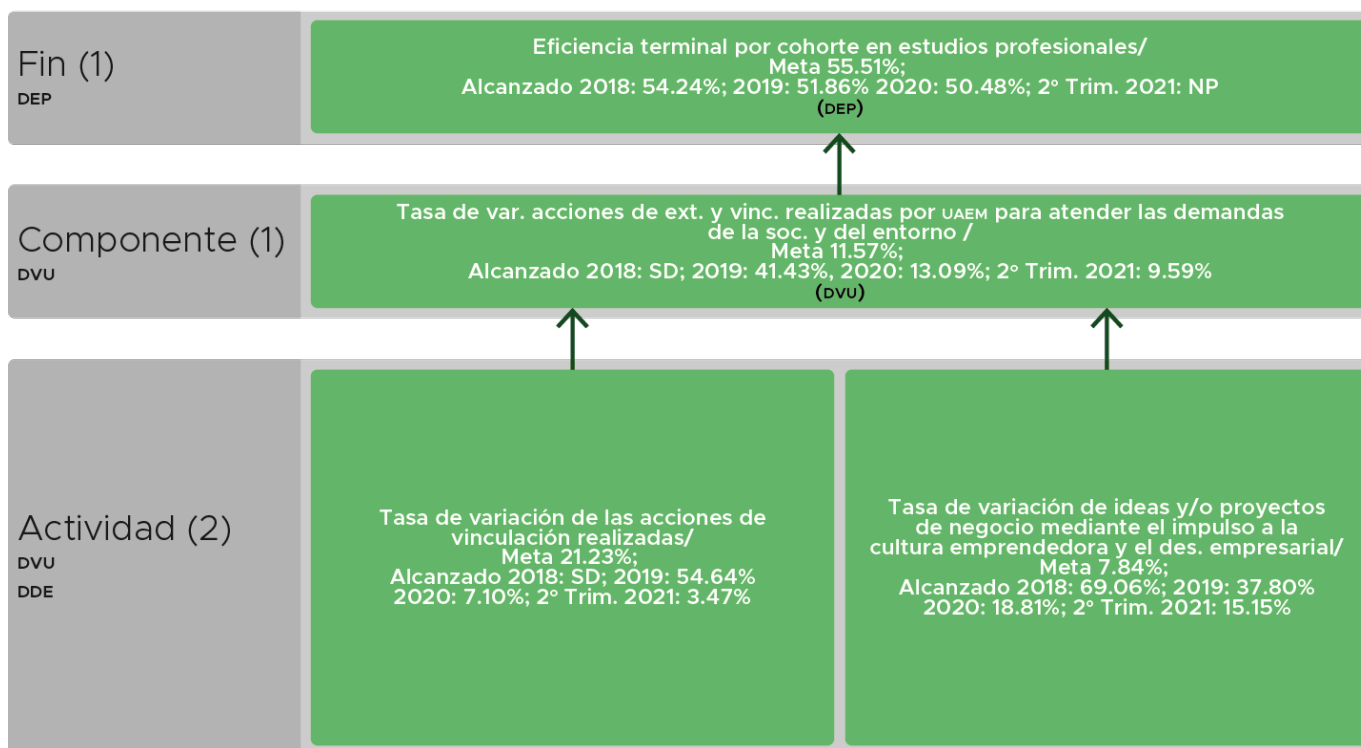 Fin (1)
DEP
Eficiencia terminal por cohorte en estudios profesionales/
Meta 55.51%;
Alcanzado 2018: 54.24%; 2019: 51.86% 2020: 50.48%; 2° Trim. 2021: NP
(DEP)
Componente (1)
DVU
Tasa de var. acciones de ext. y vinc. realizadas por UAEM para atender las demandas
de la soc. y del entorno /
Meta 11.57%;
Alcanzado 2018: SD; 2019: 41.43%, 2020: 13.09%; 2° Trim. 2021: 9.59%
(DVU)
Actividad (2)
DVU
DDE
Tasa de variación de las acciones de
vinculación realizadas/
Meta 21.23%;
Alcanzado 2018: SD; 2019: 54.64%
2020: 7.10%; 2° Trim. 2021: 3.47%
Tasa de variación de ideas y/o proyectos
de negocio mediante el impulso a la
cultura emprendedora y el des. empresarial/
Meta 7.84%;
Alcanzado 2018: 69.06%; 2019: 37.80%
2020: 18.81%; 2° Trim. 2021: 15.15%